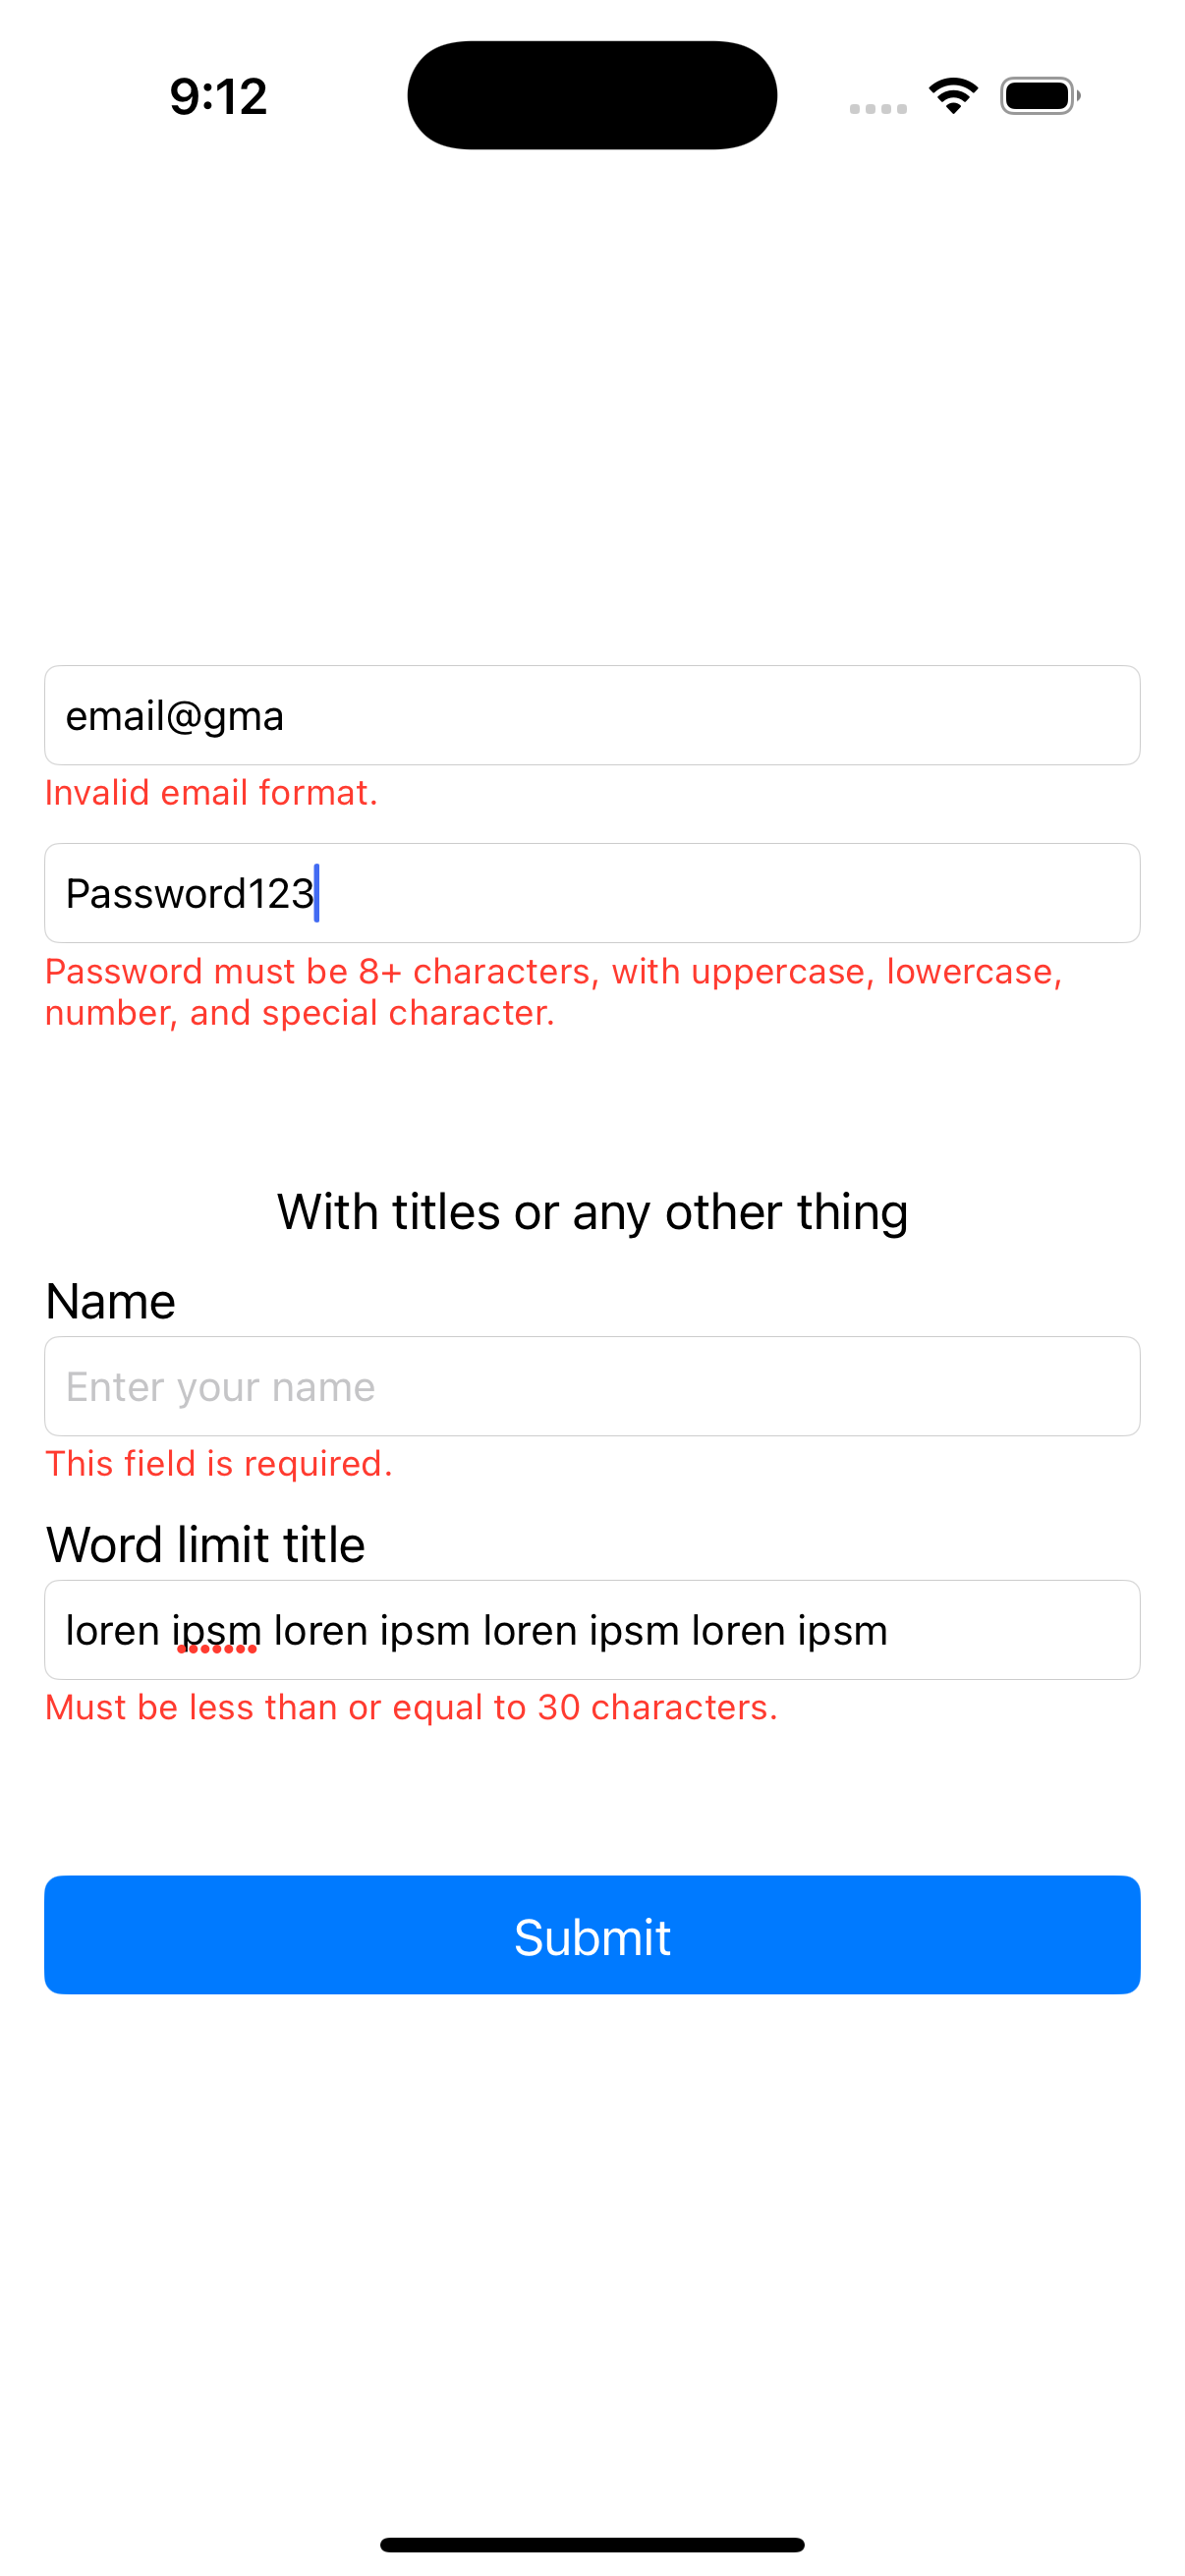 9:12
email@gma
Invalid email format.
Password123
Password must be 8+ characters, with uppercase, lowercase,
number, and special character.
With titles or any other thing
Name
Enter your name
This field is required.
Word limit title
loren ipsm loren ipsm loren ipsm loren ipsm
Must be less than or equal to 30 characters.
Submit